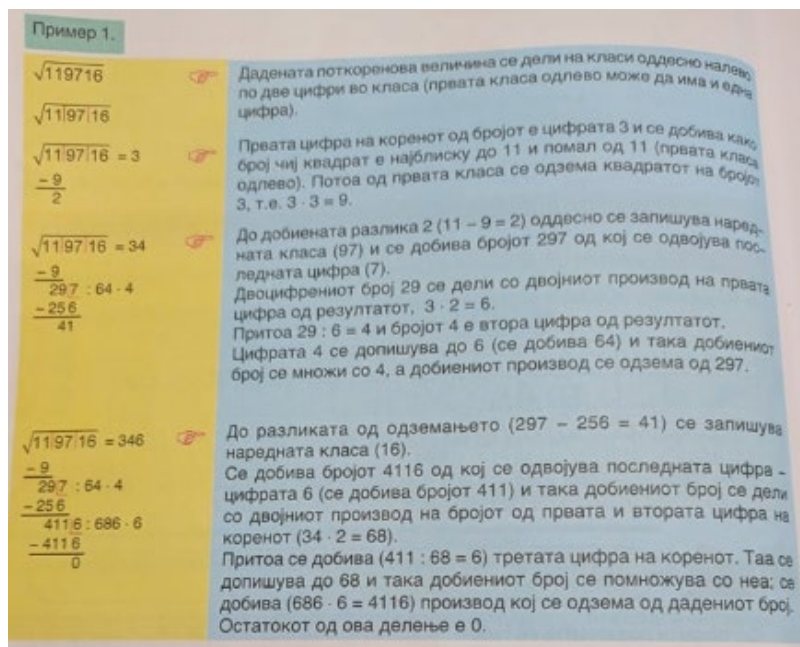 Пример 1.
√119716
√11|97|16
√11|97|16 = 3
– 9
2
√11|97|16 = 34
– 9
297 : 64 · 4
– 256
41
√11|97|16 = 346
– 9
297 : 64 · 4
– 256
4116 : 686 · 6
– 4116
0
Дадената поткоренова величина се дели на класи оддесно налево
по две цифри во класа (првата класа одлево може да има и една
цифра).
Првата цифра на коренот од бројот е цифрата 3 и се добива како
број чиј квадрат е најблиску до 11 и помал од 11 (првата класа
одлево). Потоа од првата класа се одзема квадратот на бројот
3, т.е. 3 · 3 = 9.
До добиената разлика 2 (11 – 9 = 2) оддесно се запишува наред-
ната класа (97) и се добива бројот 297 од кој се одвојува пос-
ледната цифра (7).
Двоцифрениот број 29 се дели со двојниот производ на првата
цифра од резултатот, 3 · 2 = 6.
Притоа 29 : 6 = 4 и бројот 4 е втора цифра од резултатот.
Цифрата 4 се допишува до 6 (се добива 64) и така добиениот
број се множи со 4, а добиениот производ се одзема од 297.
До разликата од одземањето (297 – 256 = 41) се запишува
наредната класа (16).
Се добива бројот 4116 од кој се одвојува последната цифра –
цифрата 6 (се добива бројот 411) и така добиениот број се дели
со двојниот производ на бројот од првата и втората цифра на
коренот (34 · 2 = 68).
Притоа се добива (411 : 68 = 6) третата цифра на коренот. Таа се
допишува до 68 и така добиениот број се помножува со неа; се
добива (686 · 6 = 4116) производ кој се одзема од дадениот број.
Остатокот од ова делење е 0.